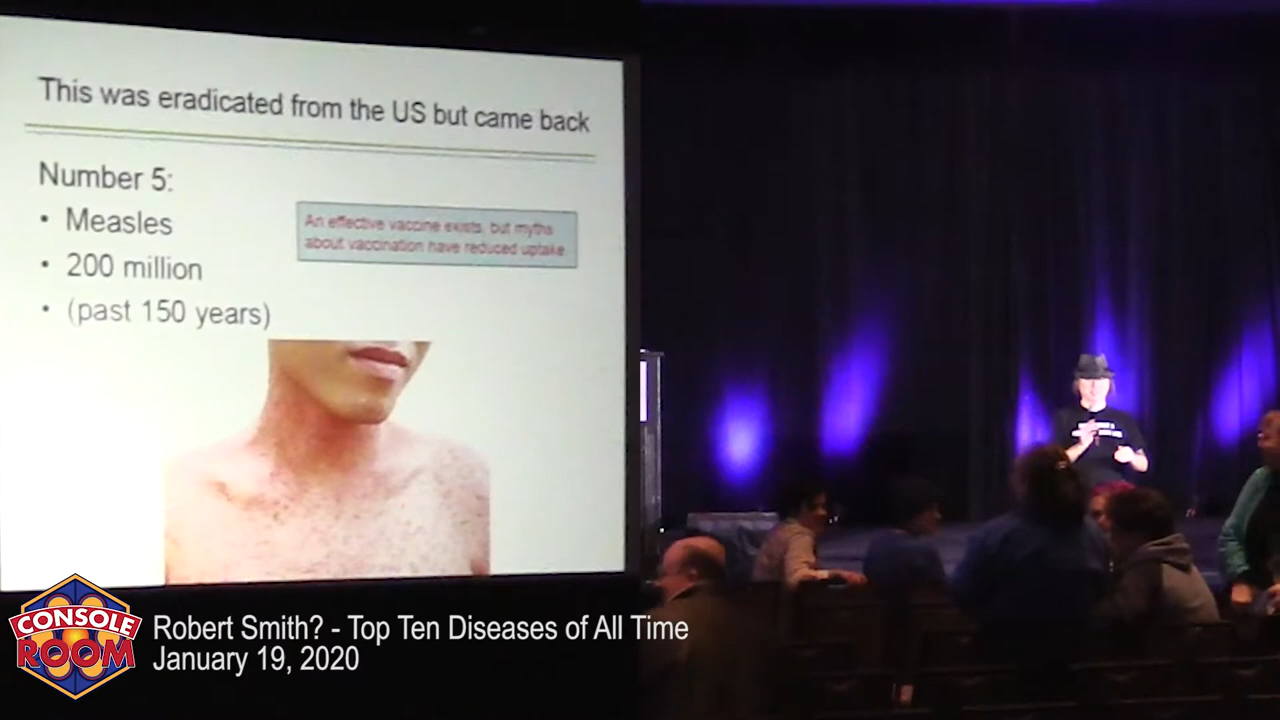 This was eradicated from the US but came back
Number 5:
• Measles
• 200 million
• (past 150 years)
An effective vaccine exists, but myths
about vaccination have reduced uptake
CONSOLE
ROOM
Robert Smith? - Top Ten Diseases of All Time
January 19, 2020